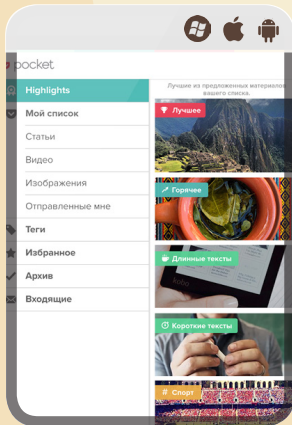 pocket
Highlights
Мой список
Статьи
Видео
Изображения
Отправленные мне
Теги
Избранное
Архив
Входящие
Лучшие из предложенных материалов
вашего списка.
Лучшее
Горячее
Длинные тексты
kobo
Короткие тексты
# Спорт